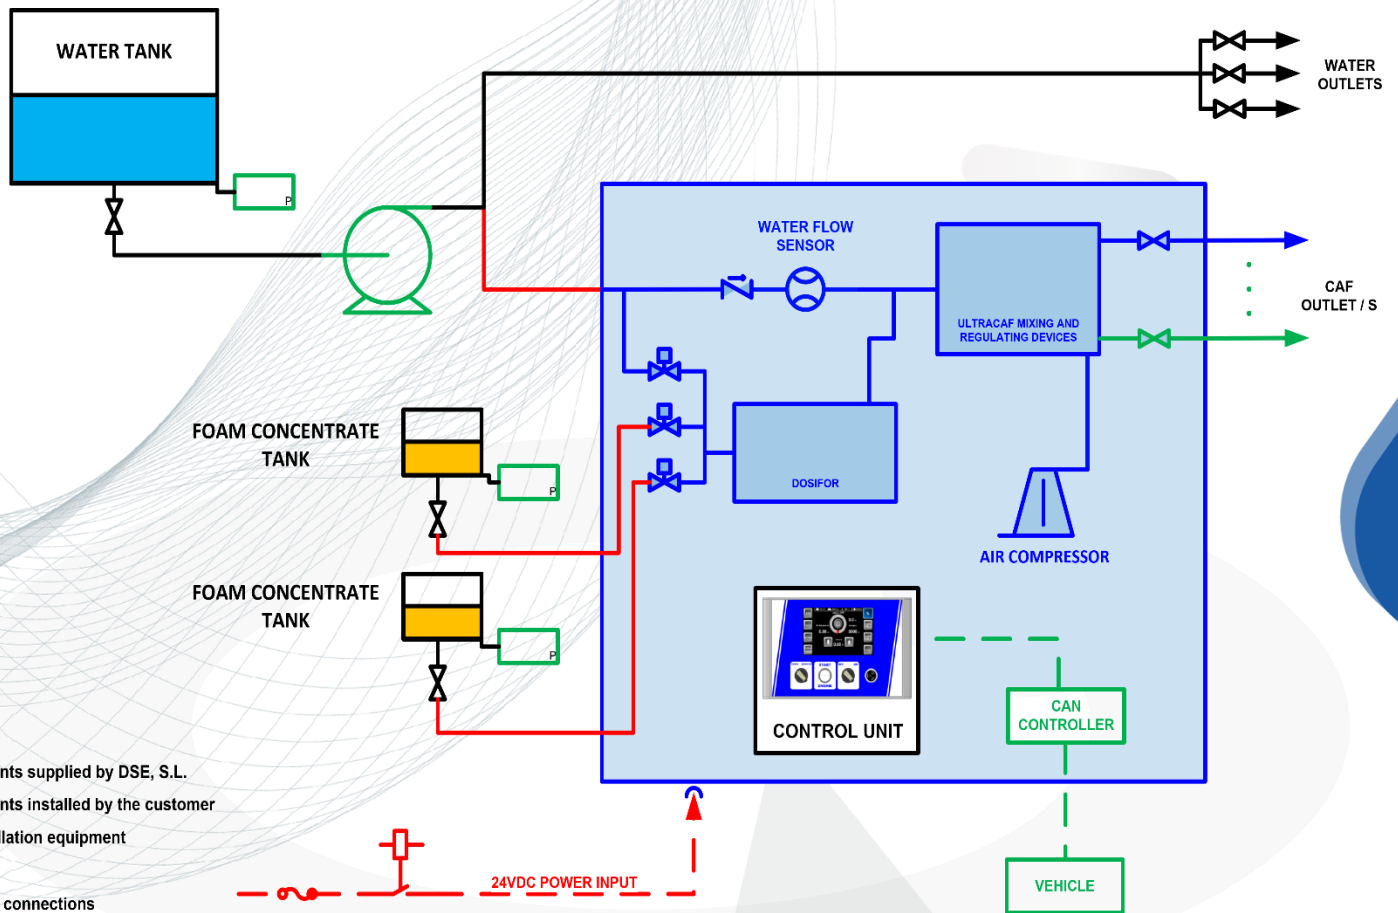 WATER TANK
P
WATER
OUTLETS
WATER FLOW
SENSOR
ULTRACAF MIXING AND
REGULATING DEVICES
CAF
OUTLET / S
FOAM CONCENTRATE
TANK
P
DOSIFOR
AIR COMPRESSOR
FOAM CONCENTRATE
TANK
P
START
ENGINE
CONTROL UNIT
CAN
CONTROLLER
nts supplied by DSE, S.L.
nts installed by the customer
llation equipment
24VDC POWER INPUT
VEHICLE
connections